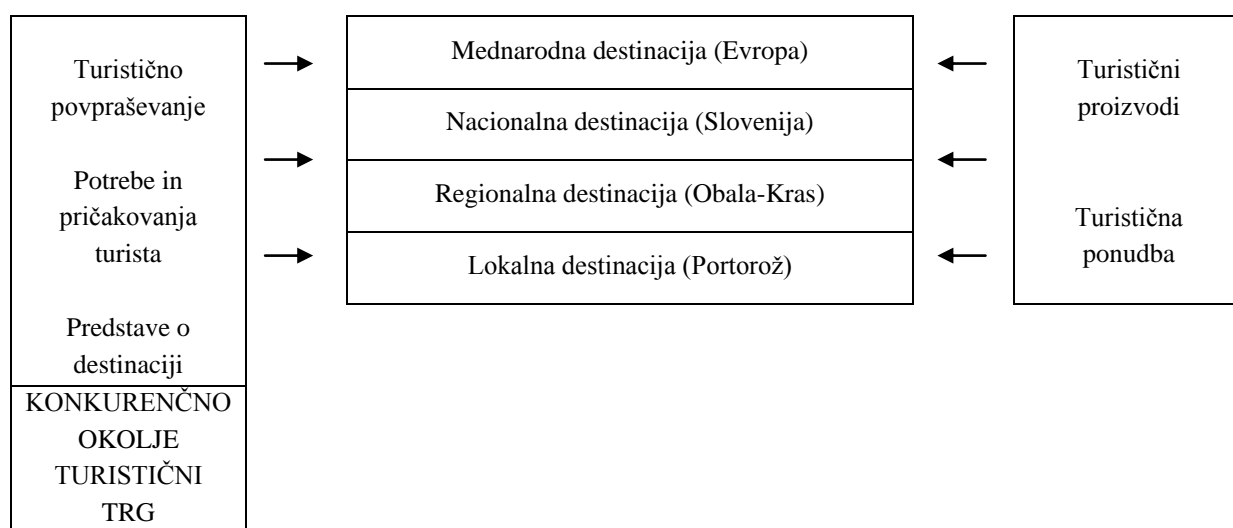 Turistično
povpraševanje
Potrebe in
pričakovanja
turista
Predstave o
destinaciji
KONKURENČNO
OKOLJE
TURISTIČNI
TRG
Mednarodna destinacija (Evropa)
Nacionalna destinacija (Slovenija)
Regionalna destinacija (Obala-Kras)
Lokalna destinacija (Portorož)
Turistični
proizvodi
Turistična
ponudba